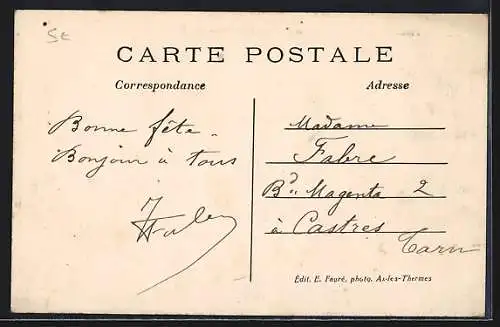 5€
CARTE POSTALE
Correspondance
Adresse
Bonne fête -
Bonjour à tous
Madame
Fabre
Bd Magenta 2
à Castres
Tarn
Édit. E. Fauré, photo. Ax-les-Thermes